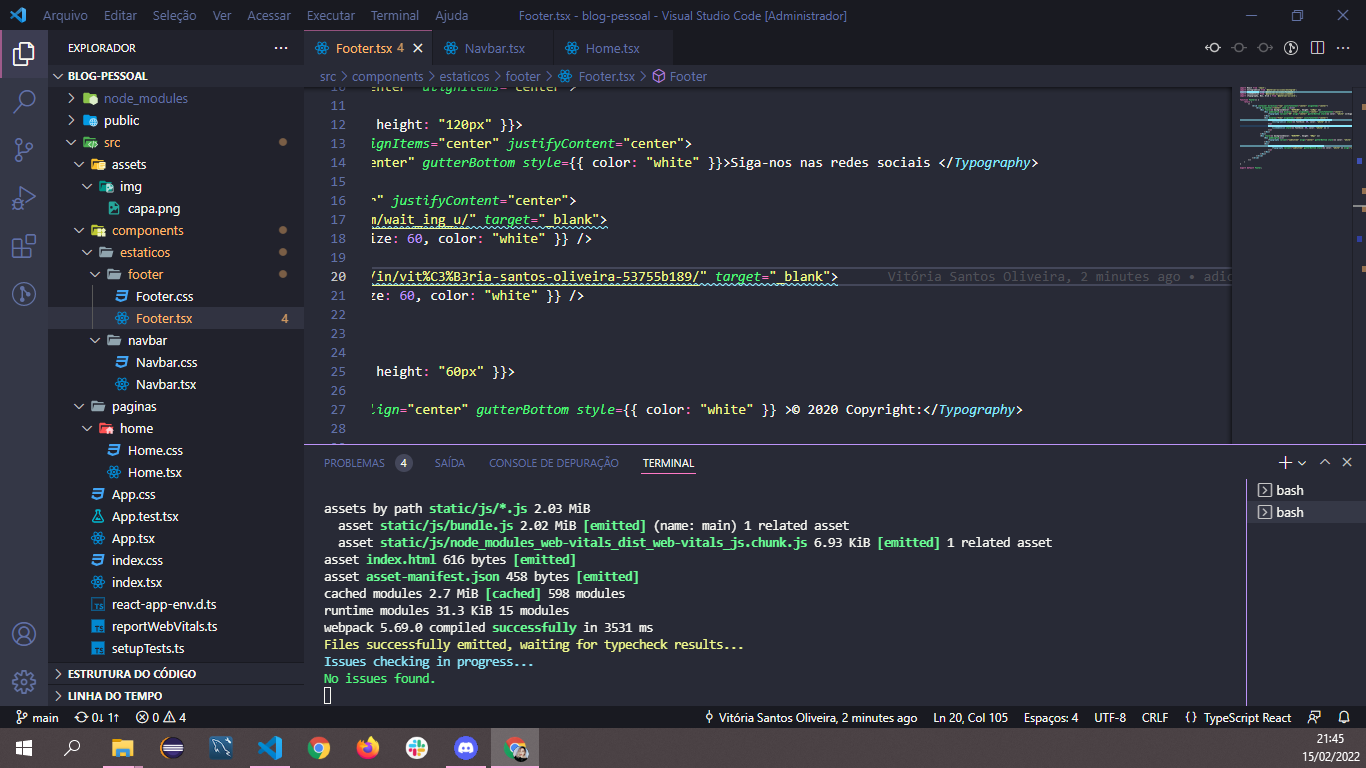 Arquivo Editar Seleção Ver Acessar Executar Terminal Ajuda Footer.tsx - blog-pessoal - Visual Studio Code [Administrador]
EXPLORADOR
Footer.tsx 4
Navbar.tsx
Home.tsx
BLOG-PESSOAL
src > components > estaticos > footer > Footer.tsx > Footer
node_modules
public
src
assets
img
capa.png
components
estaticos
footer
Footer.css
Footer.tsx 4
navbar
Navbar.css
Navbar.tsx
paginas
home
Home.css
Home.tsx
App.css
App.test.tsx
App.tsx
index.css
index.tsx
react-app-env.d.ts
reportWebVitals.ts
setupTests.ts
ESTRUTURA DO CÓDIGO
LINHA DO TEMPO
10 enter" alignItems="center">
11
12 height: "120px" }}>
13 ignItems="center" justifyContent="center">
14 enter" gutterBottom style={{ color: "white" }}>Siga-nos nas redes sociais </Typography>
15
16 r" justifyContent="center">
17 m/wait_ing_u/" target="_blank">
18 ize: 60, color: "white" }} />
19
20 /in/vit%C3%B3ria-santos-oliveira-53755b189/" target="_blank"> Vitória Santos Oliveira, 2 minutes ago • adic
21 ze: 60, color: "white" }} />
22
23
24
25 height: "60px" }}>
26
27 lign="center" gutterBottom style={{ color: "white" }} >© 2020 Copyright:</Typography>
28
PROBLEMAS 4 SAÍDA CONSOLE DE DEPURAÇÃO TERMINAL
bash
bash
assets by path static/js/*.js 2.03 MiB
asset static/js/bundle.js 2.02 MiB [emitted] (name: main) 1 related asset
asset static/js/node_modules_web-vitals_dist_web-vitals_js.chunk.js 6.93 KiB [emitted] 1 related asset
asset index.html 616 bytes [emitted]
asset asset-manifest.json 458 bytes [emitted]
cached modules 2.7 MiB [cached] 598 modules
runtime modules 31.3 KiB 15 modules
webpack 5.69.0 compiled successfully in 3531 ms
Files successfully emitted, waiting for typecheck results...
Issues checking in progress...
No issues found.
main 0↓ 1↑ 0 4 Vitória Santos Oliveira, 2 minutes ago Ln 20, Col 105 Espaços: 4 UTF-8 CRLF {} TypeScript React
21:45
15/02/2022